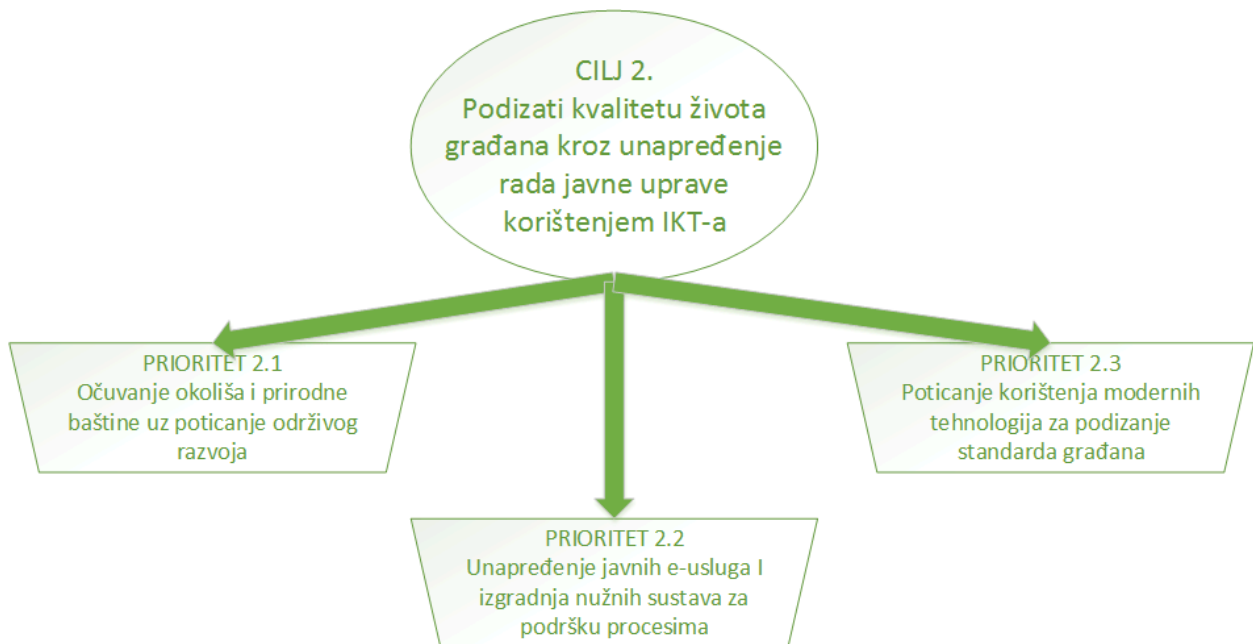 CILJ 2.
Podizati kvalitetu života
građana kroz unapređenje
rada javne uprave
korištenjem IKT-a
PRIORITET 2.1
Očuvanje okoliša i prirodne
baštine uz poticanje održivog
razvoja
PRIORITET 2.2
Unapređenje javnih e-usluga I
izgradnja nužnih sustava za
podršku procesima
PRIORITET 2.3
Poticanje korištenja modernih
tehnologija za podizanje
standarda građana